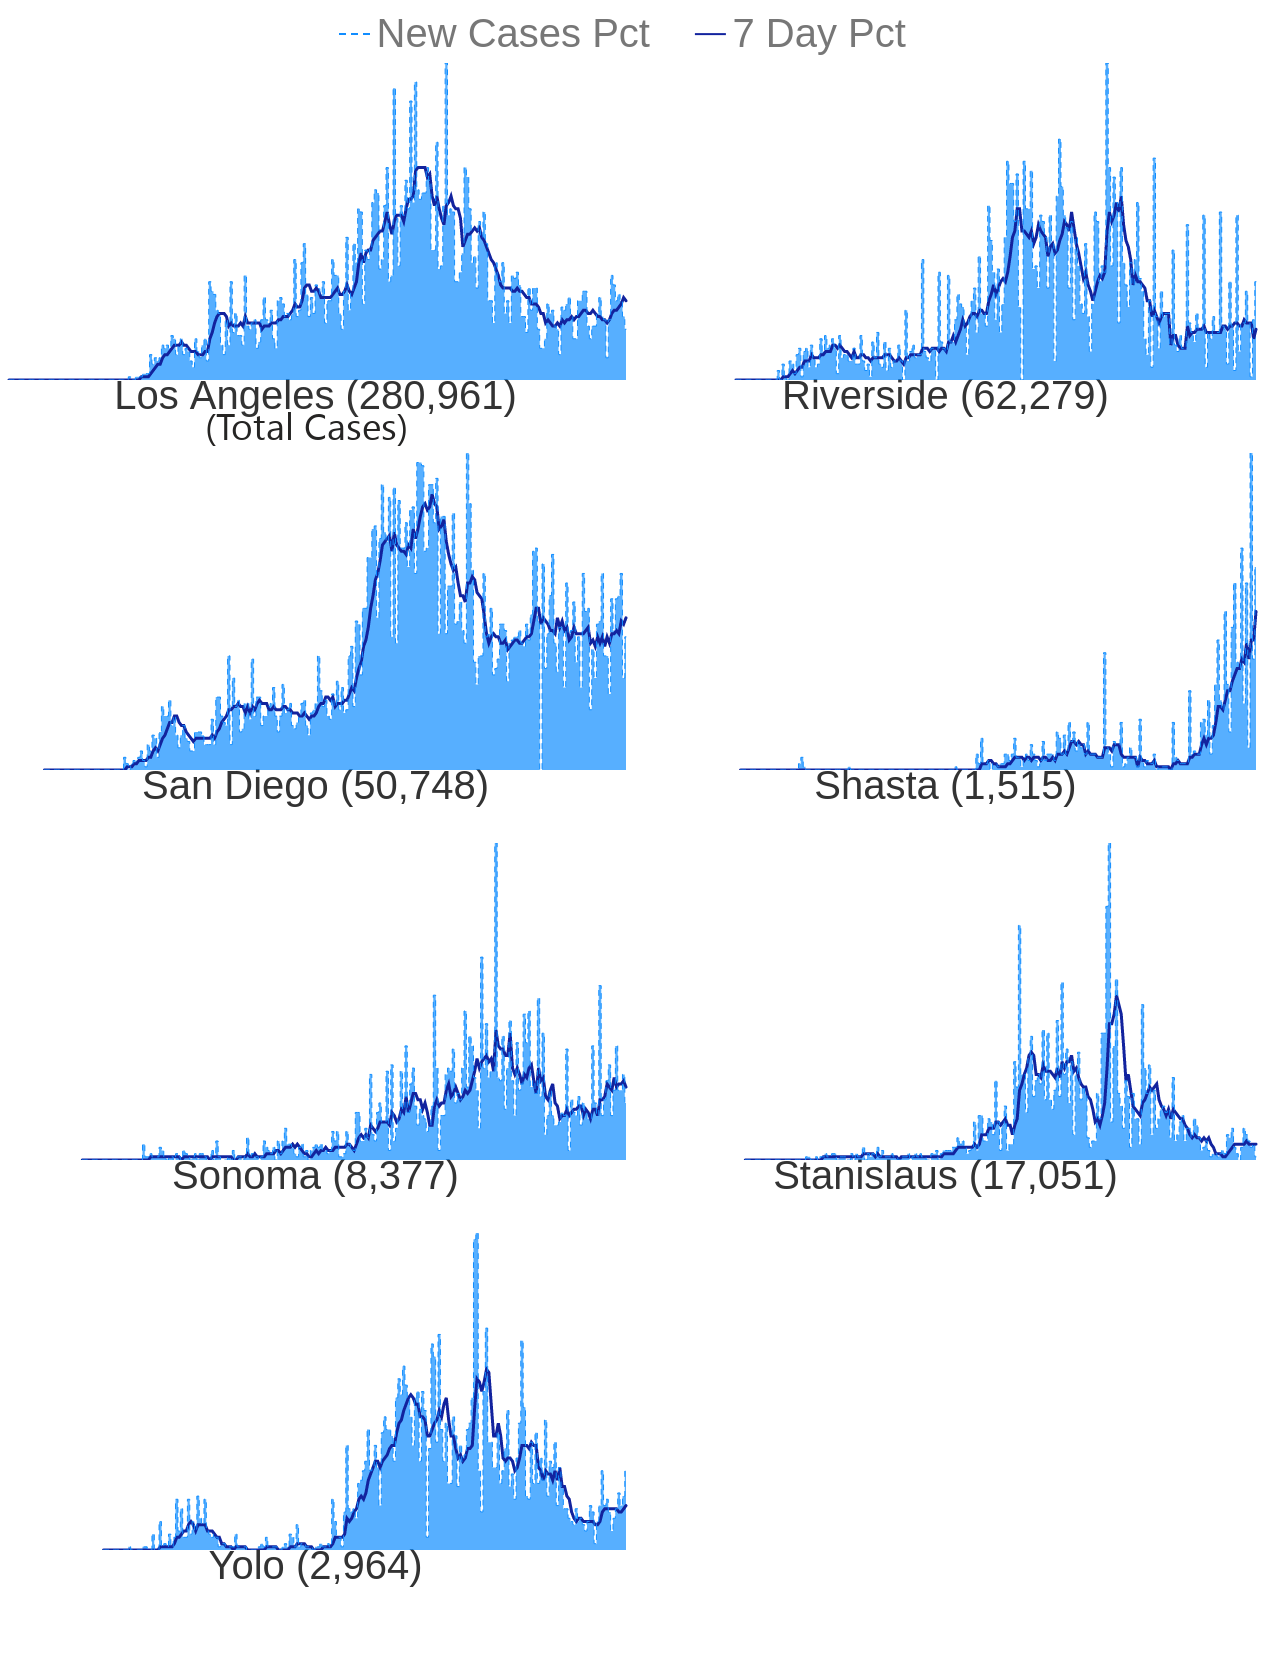 New Cases Pct 7 Day Pct
Los Angeles (280,961)
(Total Cases)
Riverside (62,279)
San Diego (50,748)
Shasta (1,515)
Sonoma (8,377)
Stanislaus (17,051)
Yolo (2,964)